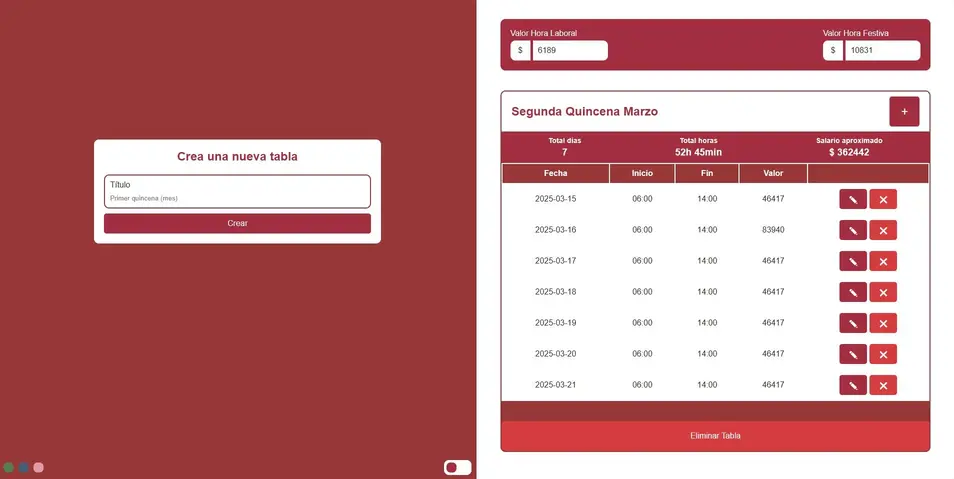 Crea una nueva tabla
Título
Primer quincena (mes)
Crear
Valor Hora Laboral
$ 6189
Valor Hora Festiva
$ 10831
Segunda Quincena Marzo
+
Total días Total horas Salario aproximado
7 52h 45min $ 362442
Fecha Inicio Fin Valor
2025-03-15 06:00 14:00 46417
2025-03-16 06:00 14:00 83940
2025-03-17 06:00 14:00 46417
2025-03-18 06:00 14:00 46417
2025-03-19 06:00 14:00 46417
2025-03-20 06:00 14:00 46417
2025-03-21 06:00 14:00 46417
Eliminar Tabla